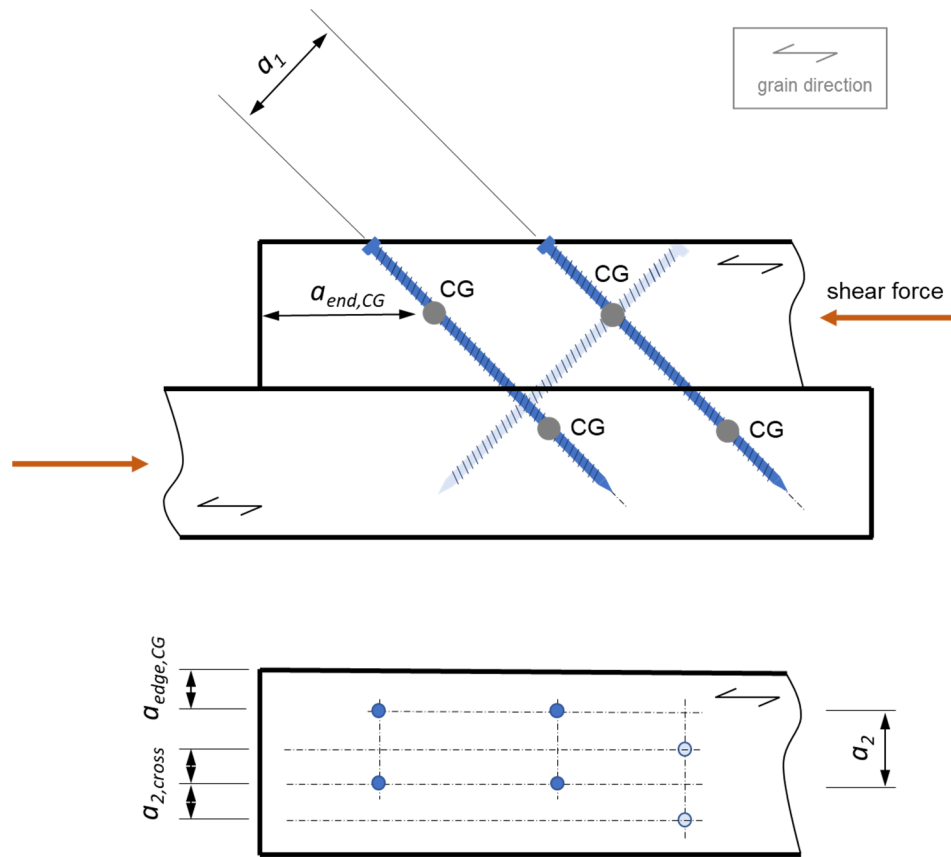 a1
grain direction
CG
CG
aend,CG
shear force
CG
CG
aedge,CG
a2,cross
a2